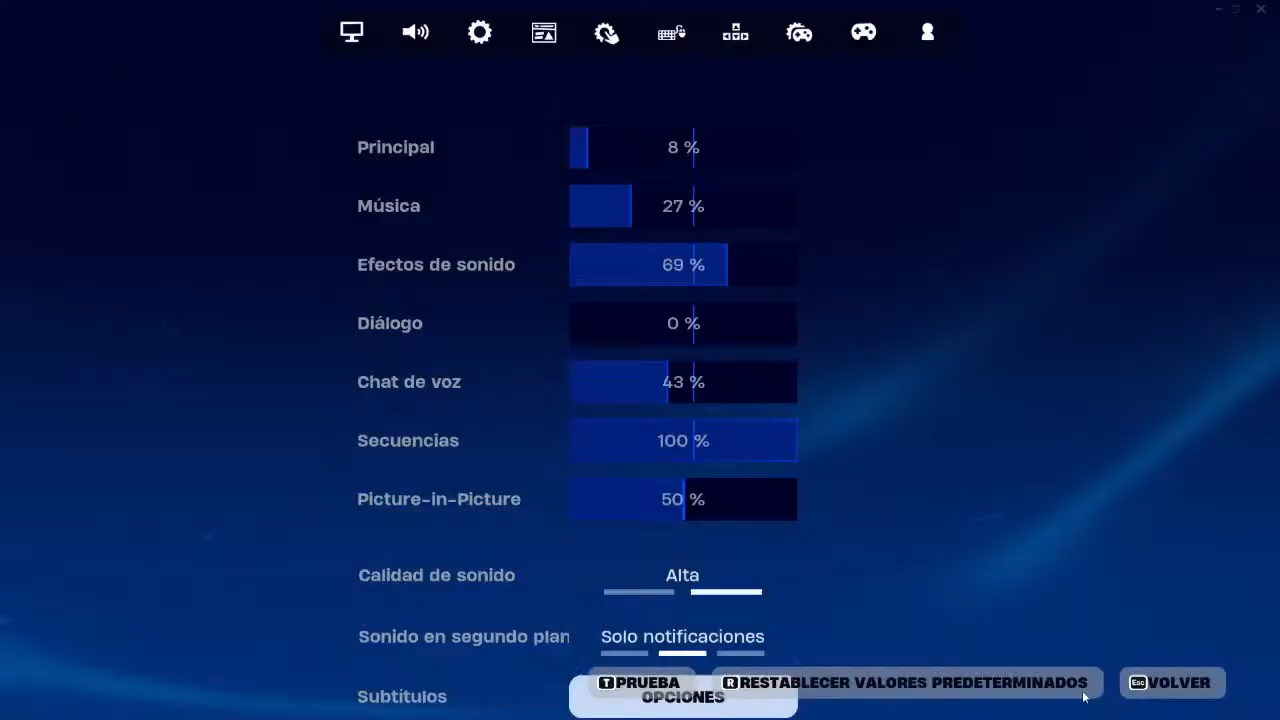 Principal 8 %
Música 27 %
Efectos de sonido 69 %
Diálogo 0 %
Chat de voz 43 %
Secuencias 100 %
Picture-in-Picture 50 %
Calidad de sonido Alta
Sonido en segundo plan Solo notificaciones
T PRUEBA R RESTABLECER VALORES PREDETERMINADOS Esc VOLVER
Subtítulos OPCIONES